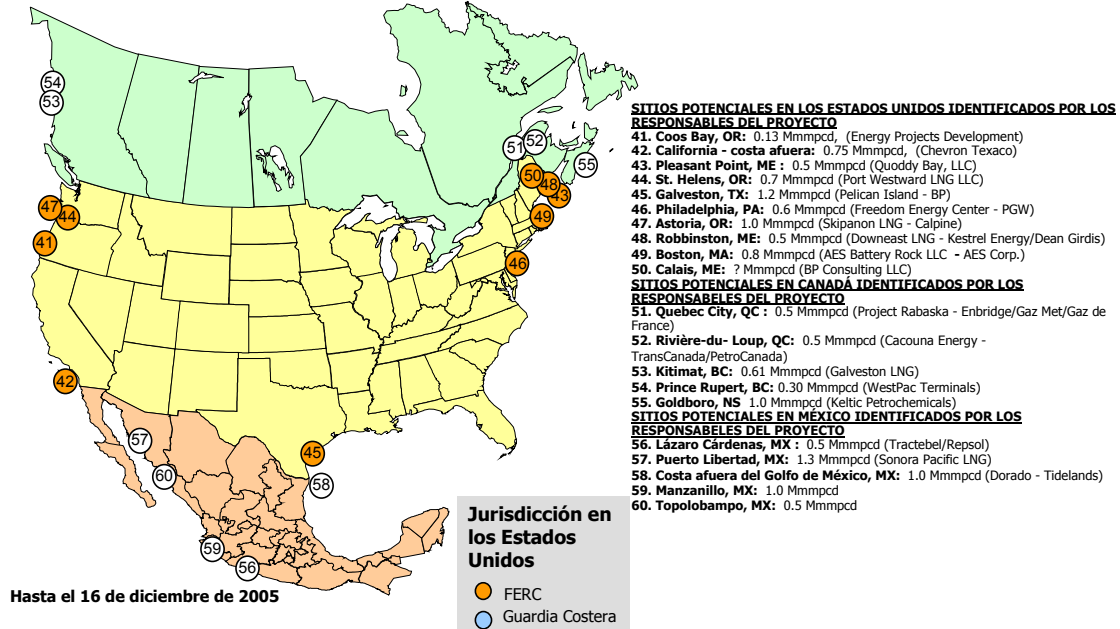 54
53
51
52
55
50
48
43
47
44
49
41
46
42
57
45
60
58
59
56
Hasta el 16 de diciembre de 2005
Jurisdicción en
los Estados
Unidos
FERC
Guardia Costera
SITIOS POTENCIALES EN LOS ESTADOS UNIDOS IDENTIFICADOS POR LOS
RESPONSABLES DEL PROYECTO
41. Coos Bay, OR: 0.13 Mmmpcd, (Energy Projects Development)
42. California - costa afuera: 0.75 Mmmpcd, (Chevron Texaco)
43. Pleasant Point, ME : 0.5 Mmmpcd (Quoddy Bay, LLC)
44. St. Helens, OR: 0.7 Mmmpcd (Port Westward LNG LLC)
45. Galveston, TX: 1.2 Mmmpcd (Pelican Island - BP)
46. Philadelphia, PA: 0.6 Mmmpcd (Freedom Energy Center - PGW)
47. Astoria, OR: 1.0 Mmmpcd (Skipanon LNG - Calpine)
48. Robbinston, ME: 0.5 Mmmpcd (Downeast LNG - Kestrel Energy/Dean Girdis)
49. Boston, MA: 0.8 Mmmpcd (AES Battery Rock LLC - AES Corp.)
50. Calais, ME: ? Mmmpcd (BP Consulting LLC)
SITIOS POTENCIALES EN CANADÁ IDENTIFICADOS POR LOS
RESPONSABELES DEL PROYECTO
51. Quebec City, QC : 0.5 Mmmpcd (Project Rabaska - Enbridge/Gaz Met/Gaz de
France)
52. Rivière-du- Loup, QC: 0.5 Mmmpcd (Cacouna Energy -
TransCanada/PetroCanada)
53. Kitimat, BC: 0.61 Mmmpcd (Galveston LNG)
54. Prince Rupert, BC: 0.30 Mmmpcd (WestPac Terminals)
55. Goldboro, NS 1.0 Mmmpcd (Keltic Petrochemicals)
SITIOS POTENCIALES EN MÉXICO IDENTIFICADOS POR LOS
RESPONSABLES DEL PROYECTO
56. Lázaro Cárdenas, MX : 0.5 Mmmpcd (Tractebel/Repsol)
57. Puerto Libertad, MX: 1.3 Mmmpcd (Sonora Pacific LNG)
58. Costa afuera del Golfo de México, MX: 1.0 Mmmpcd (Dorado - Tidelands)
59. Manzanillo, MX: 1.0 Mmmpcd
60. Topolobampo, MX: 0.5 Mmmpcd